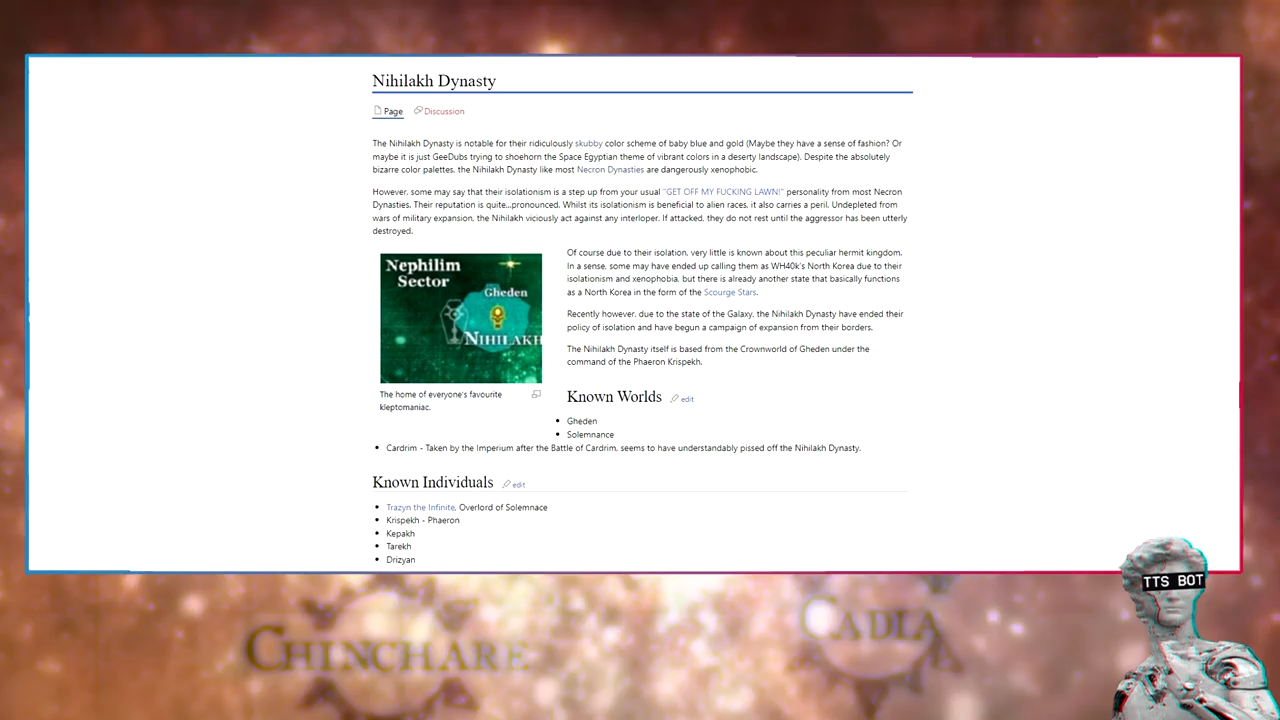 Nihilakh Dynasty
Page Discussion
The Nihilakh Dynasty is notable for their ridiculously skubby color scheme of baby blue and gold (Maybe they have a sense of fashion? Or
maybe it is just GeeDubs trying to shoehorn the Space Egyptian theme of vibrant colors in a deserty landscape). Despite the absolutely
bizarre color palettes, the Nihilakh Dynasty like most Necron Dynasties are dangerously xenophobic.
However, some may say that their isolationism is a step up from your usual "GET OFF MY FUCKING LAWN!" personality from most Necron
Dynasties. Their reputation is quite...pronounced. Whilst its isolationism is beneficial to alien races, it also carries a peril. Undepleted from
wars of military expansion, the Nihilakh viciously act against any interloper. If attacked, they do not rest until the aggressor has been utterly
destroyed.
Nephilim
Sector
Gheden
NIHILAKH
The home of everyone's favourite
kleptomaniac.
Of course due to their isolation, very little is known about this peculiar hermit kingdom.
In a sense, some may have ended up calling them as WH40k's North Korea due to their
isolationism and xenophobia, but there is already another state that basically functions
as a North Korea in the form of the Scourge Stars.
Recently however, due to the state of the Galaxy, the Nihilakh Dynasty have ended their
policy of isolation and have begun a campaign of expansion from their borders.
The Nihilakh Dynasty itself is based from the Crownworld of Gheden under the
command of the Phaeron Krispekh.
Known Worlds edit
• Gheden
• Solemnance
• Cardrim - Taken by the Imperium after the Battle of Cardrim, seems to have understandably pissed off the Nihilakh Dynasty.
Known Individuals edit
• Trazyn the Infinite, Overlord of Solemnace
• Krispekh - Phaeron
• Kepakh
• Tarekh
• Drizyan
TTS BOT
CHINCHARE
CADIA